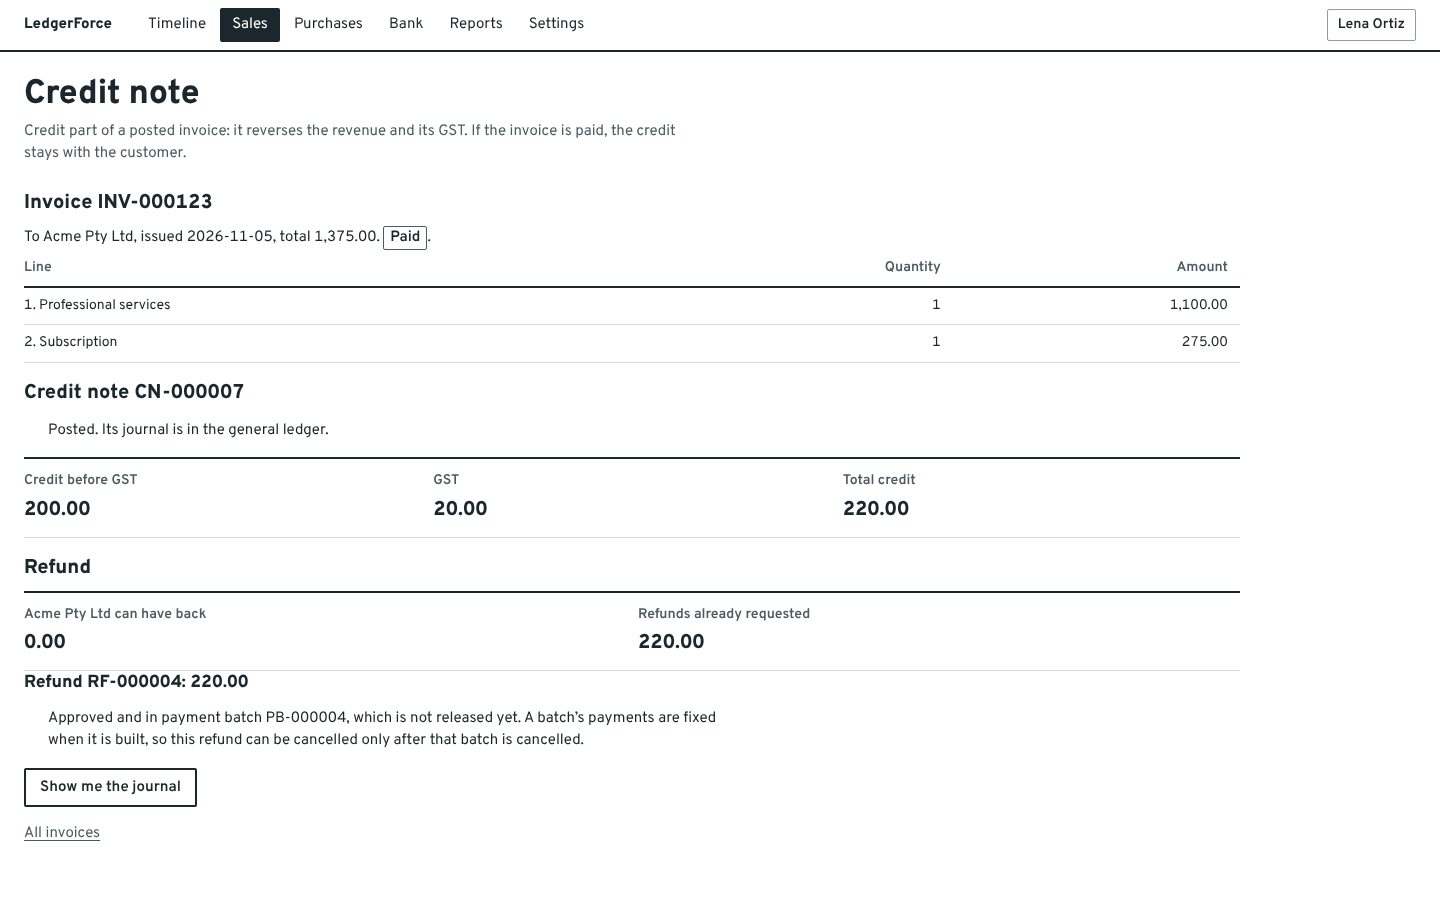 LedgerForce Timeline Sales Purchases Bank Reports Settings Lena Ortiz
Credit note
Credit part of a posted invoice: it reverses the revenue and its GST. If the invoice is paid, the credit
stays with the customer.
Invoice INV-000123
To Acme Pty Ltd, issued 2026-11-05, total 1,375.00. Paid.
Line Quantity Amount
1. Professional services 1 1,100.00
2. Subscription 1 275.00
Credit note CN-000007
Posted. Its journal is in the general ledger.
Credit before GST GST Total credit
200.00 20.00 220.00
Refund
Acme Pty Ltd can have back Refunds already requested
0.00 220.00
Refund RF-000004: 220.00
Approved and in payment batch PB-000004, which is not released yet. A batch’s payments are fixed
when it is built, so this refund can be cancelled only after that batch is cancelled.
Show me the journal
All invoices